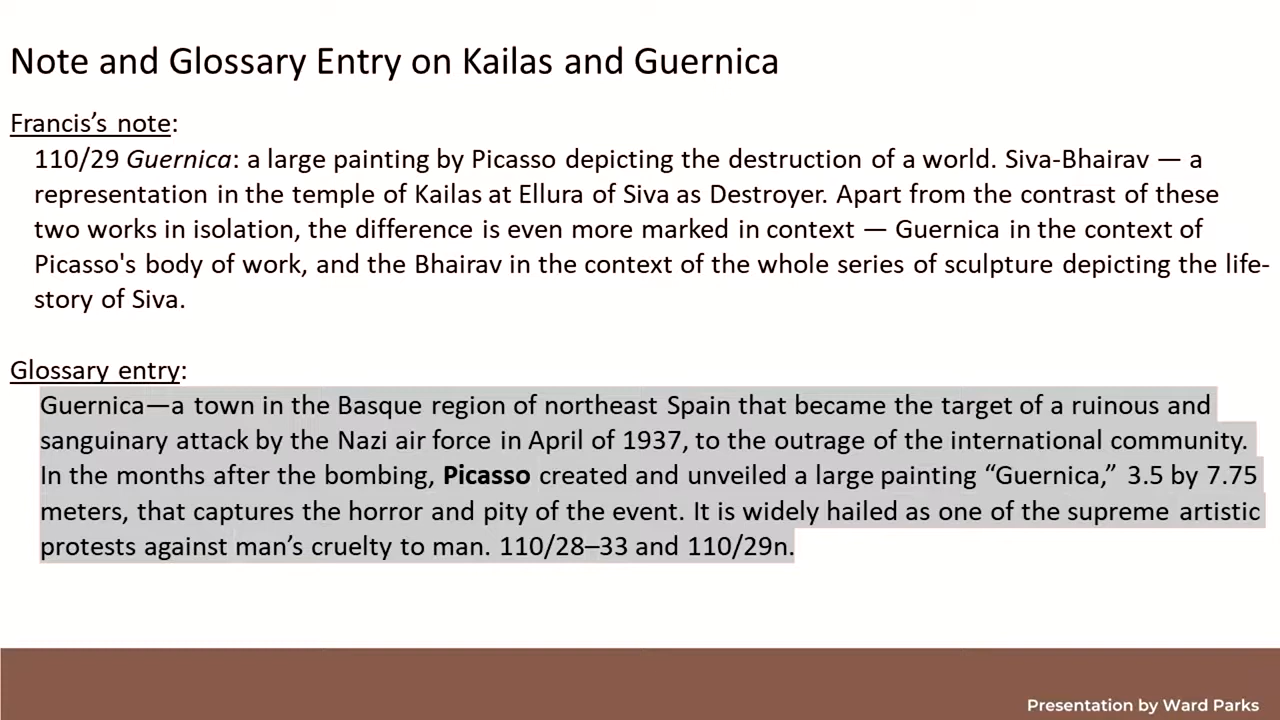 Note and Glossary Entry on Kailas and Guernica
Francis’s note:
110/29 Guernica: a large painting by Picasso depicting the destruction of a world. Siva-Bhairav — a
representation in the temple of Kailas at Ellura of Siva as Destroyer. Apart from the contrast of these
two works in isolation, the difference is even more marked in context — Guernica in the context of
Picasso's body of work, and the Bhairav in the context of the whole series of sculpture depicting the life-
story of Siva.
Glossary entry:
Guernica—a town in the Basque region of northeast Spain that became the target of a ruinous and
sanguinary attack by the Nazi air force in April of 1937, to the outrage of the international community.
In the months after the bombing, Picasso created and unveiled a large painting “Guernica,” 3.5 by 7.75
meters, that captures the horror and pity of the event. It is widely hailed as one of the supreme artistic
protests against man’s cruelty to man. 110/28–33 and 110/29n.
Presentation by Ward Parks